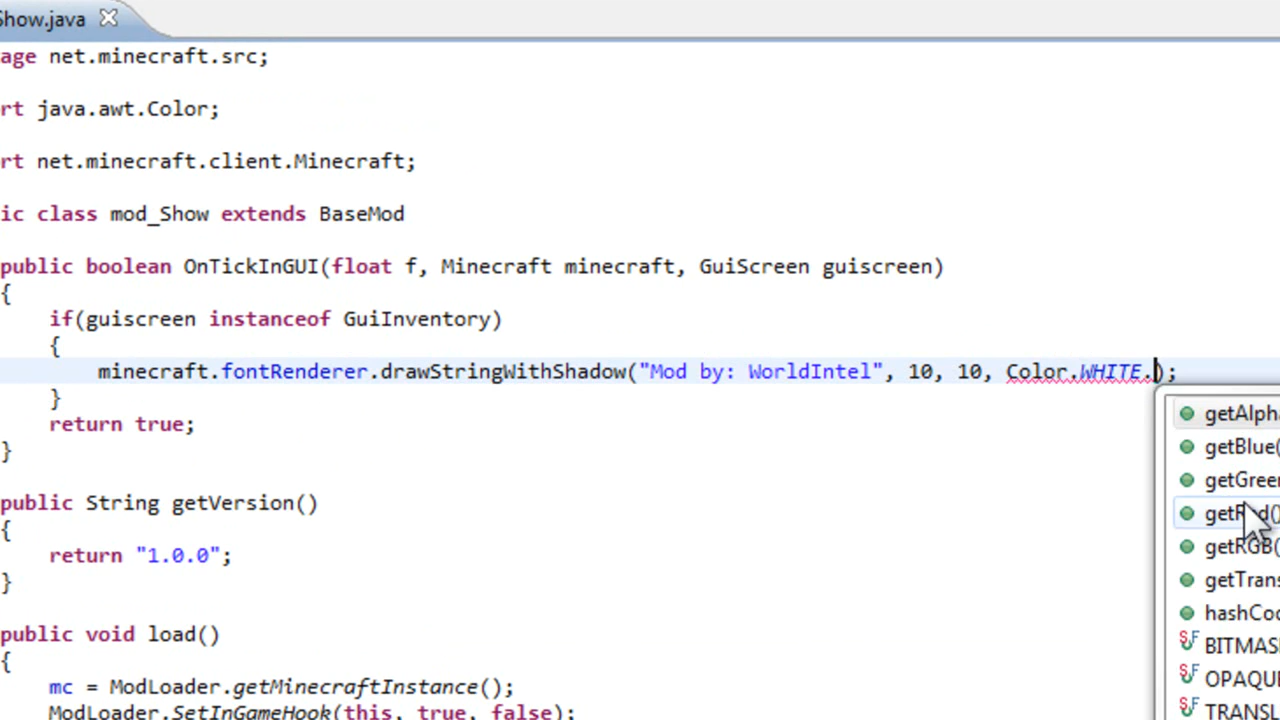 Show.java
age net.minecraft.src;
rt java.awt.Color;
rt net.minecraft.client.Minecraft;
ic class mod_Show extends BaseMod
public boolean OnTickInGUI(float f, Minecraft minecraft, GuiScreen guiscreen)
{
if(guiscreen instanceof GuiInventory)
{
minecraft.fontRenderer.drawStringWithShadow("Mod by: WorldIntel", 10, 10, Color.WHITE.);
}
return true;
}
public String getVersion()
{
return "1.0.0";
}
public void load()
{
mc = ModLoader.getMinecraftInstance();
ModLoader.SetInGameHook(this, true, false);
getAlpha
getBlue(
getGreen
getRed()
getRGB(
getTrans
hashCod
BITMASK
OPAQUE
TRANSL